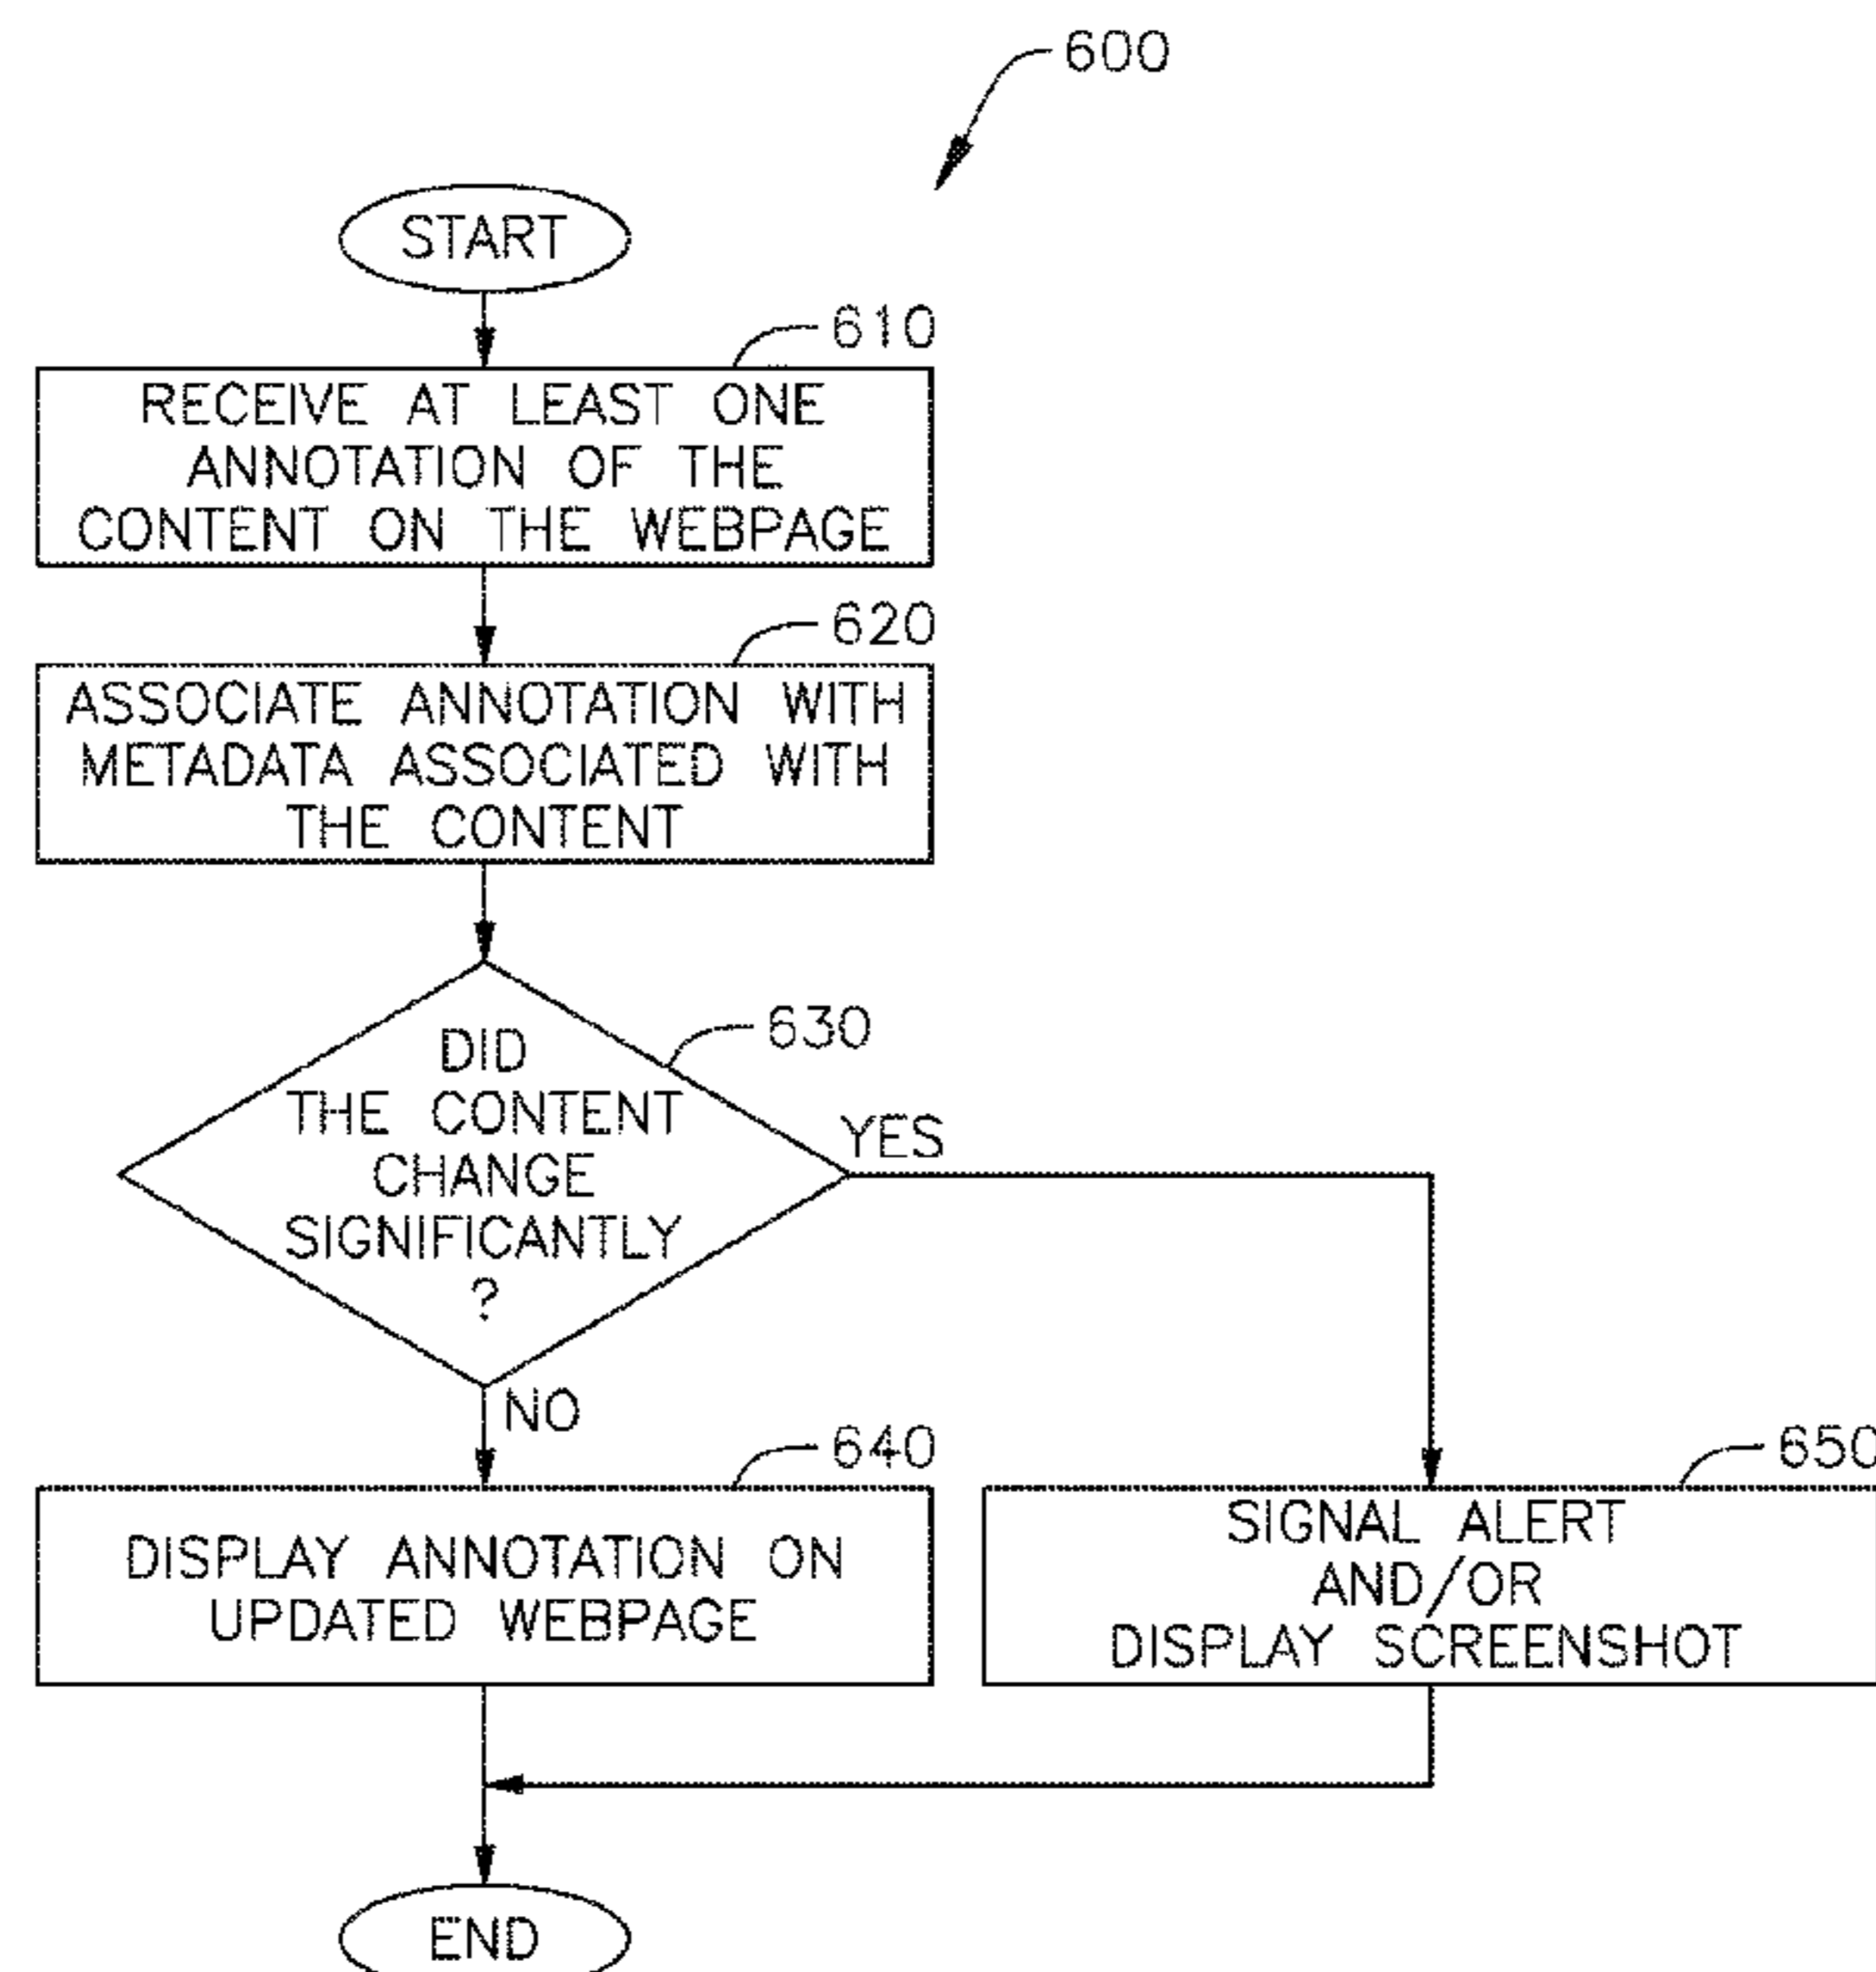 600
START
610
RECEIVE AT LEAST ONE
ANNOTATION OF THE
CONTENT ON THE WEBPAGE
620
ASSOCIATE ANNOTATION WITH
METADATA ASSOCIATED WITH
THE CONTENT
630
DID
THE CONTENT
CHANGE
SIGNIFICANTLY
?
YES
NO
640
DISPLAY ANNOTATION ON
UPDATED WEBPAGE
650
SIGNAL ALERT
AND/OR
DISPLAY SCREENSHOT
END